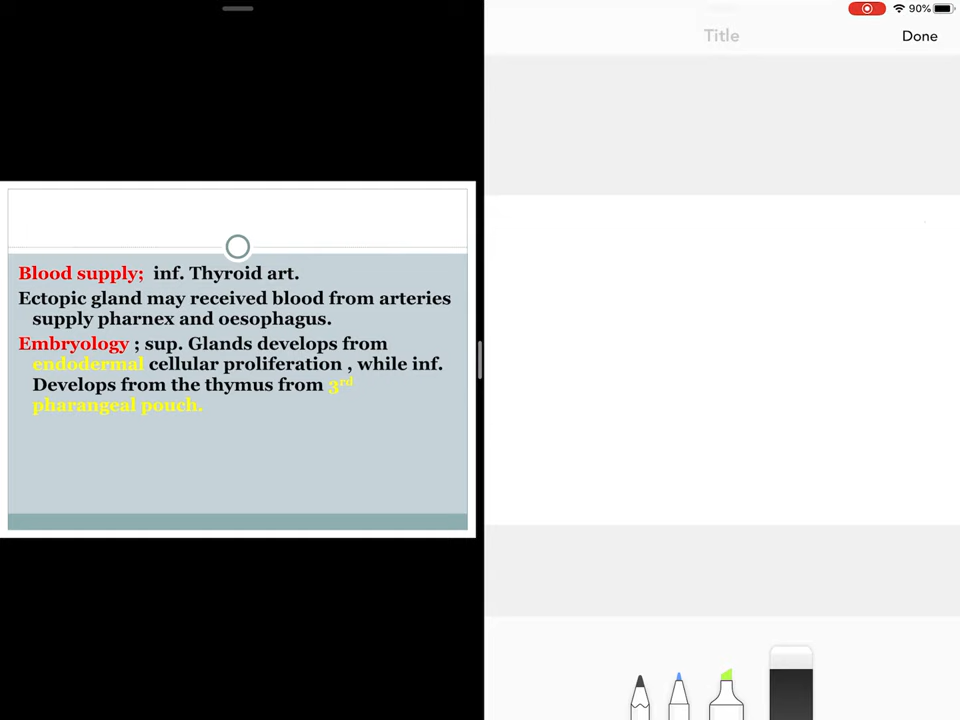 90%
Title
Done
Blood supply; inf. Thyroid art.
Ectopic gland may received blood from arteries
supply pharnex and oesophagus.
Embryology ; sup. Glands develops from
endodermal cellular proliferation , while inf.
Develops from the thymus from 3rd
pharangeal pouch.